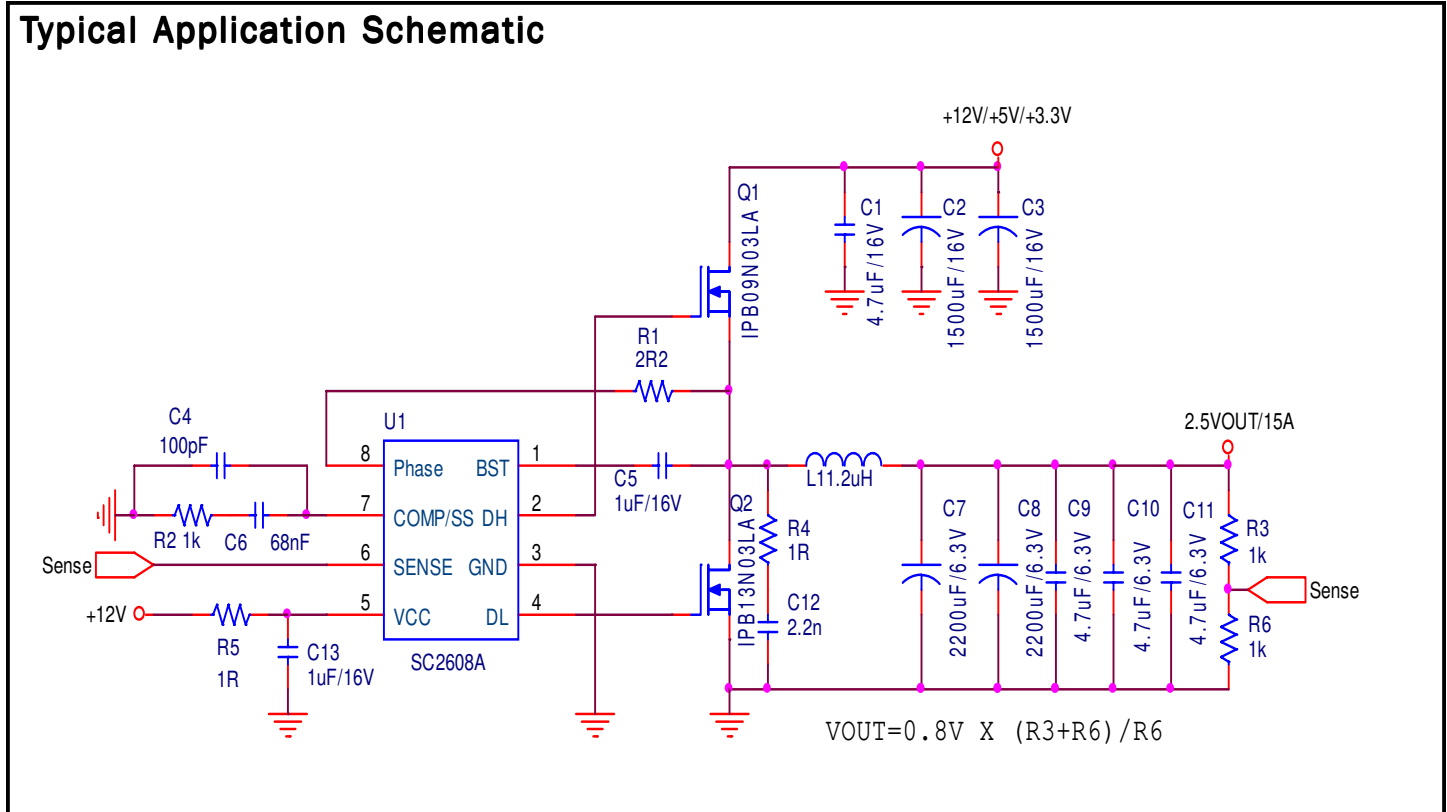 Typical Application Schematic
+12V/+5V/+3.3V
Q1
IPB09N03LA
C1
4.7uF/16V
C2
1500uF/16V
C3
1500uF/16V
R1
2R2
C4
100pF
U1
8
Phase
BST
1
7
COMP/SS
DH
2
6
SENSE
GND
3
5
VCC
DL
4
SC2608A
R2 1k
C6
68nF
Sense
+12V
R5
1R
C13
1uF/16V
C5
1uF/16V
Q2
IPB13N03LA
R4
1R
C12
2.2n
L11.2uH
2.5VOUT/15A
C7
2200uF/6.3V
C8
2200uF/6.3V
C9
4.7uF/6.3V
C10
4.7uF/6.3V
C11
4.7uF/6.3V
R3
1k
Sense
R6
1k
VOUT=0.8V X (R3+R6)/R6